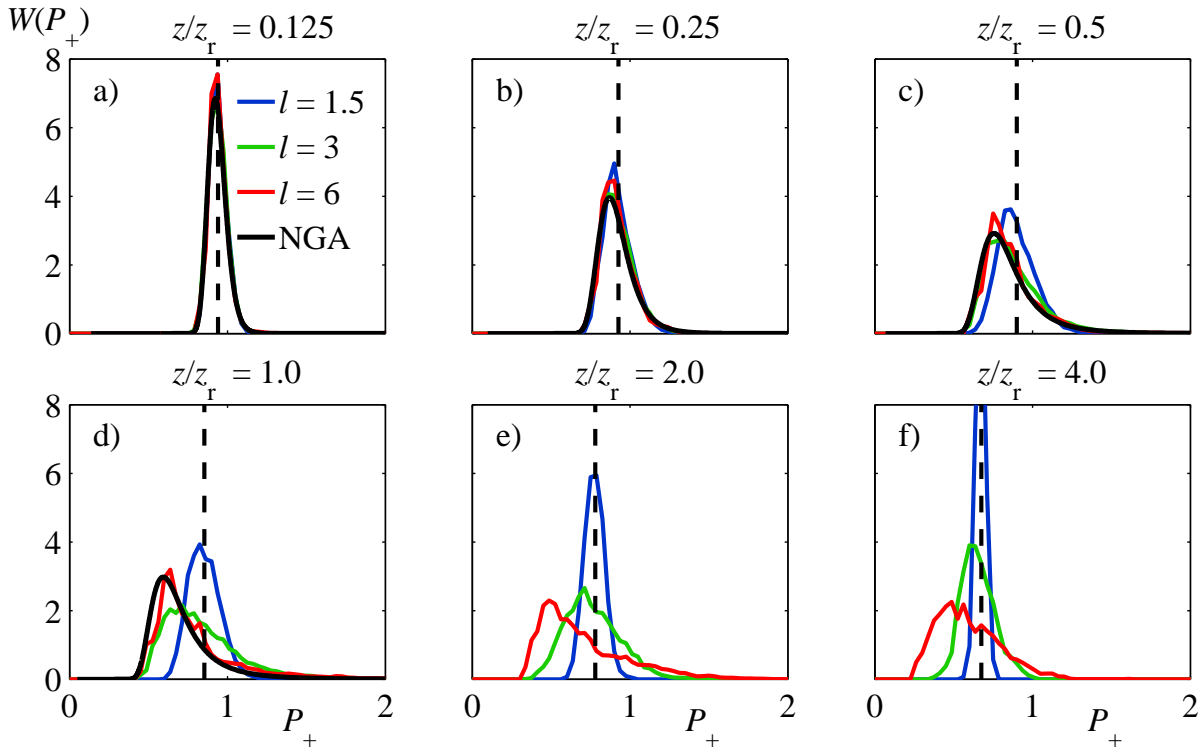 W(P₊)
z/zᵣ = 0.125
z/zᵣ = 0.25
z/zᵣ = 0.5
8
6
4
2
0
a)
l = 1.5
l = 3
l = 6
NGA
b)
c)
z/zᵣ = 1.0
z/zᵣ = 2.0
z/zᵣ = 4.0
8
6
4
2
0
d)
e)
f)
0 1 2
0 1 2
0 1 2
P₊
P₊
P₊